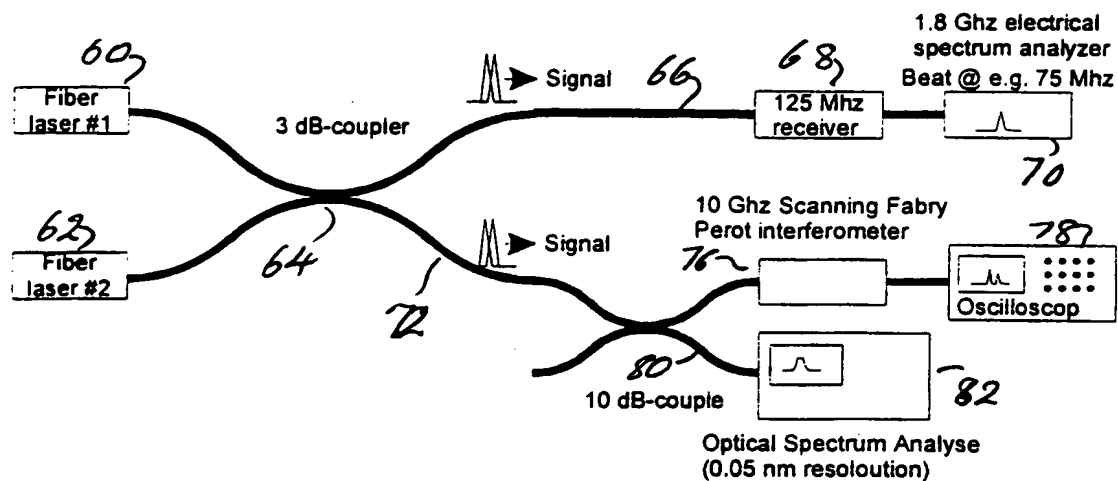 60
Fiber
laser #1
3 dB-coupler
Signal
66
68
125 Mhz
receiver
1.8 Ghz electrical
spectrum analyzer
Beat @ e.g. 75 Mhz
70
62
Fiber
laser #2
64
72
Signal
10 Ghz Scanning Fabry
Perot interferometer
76
78
Oscilloscop
80
10 dB-couple
82
Optical Spectrum Analyse
(0.05 nm resoloution)